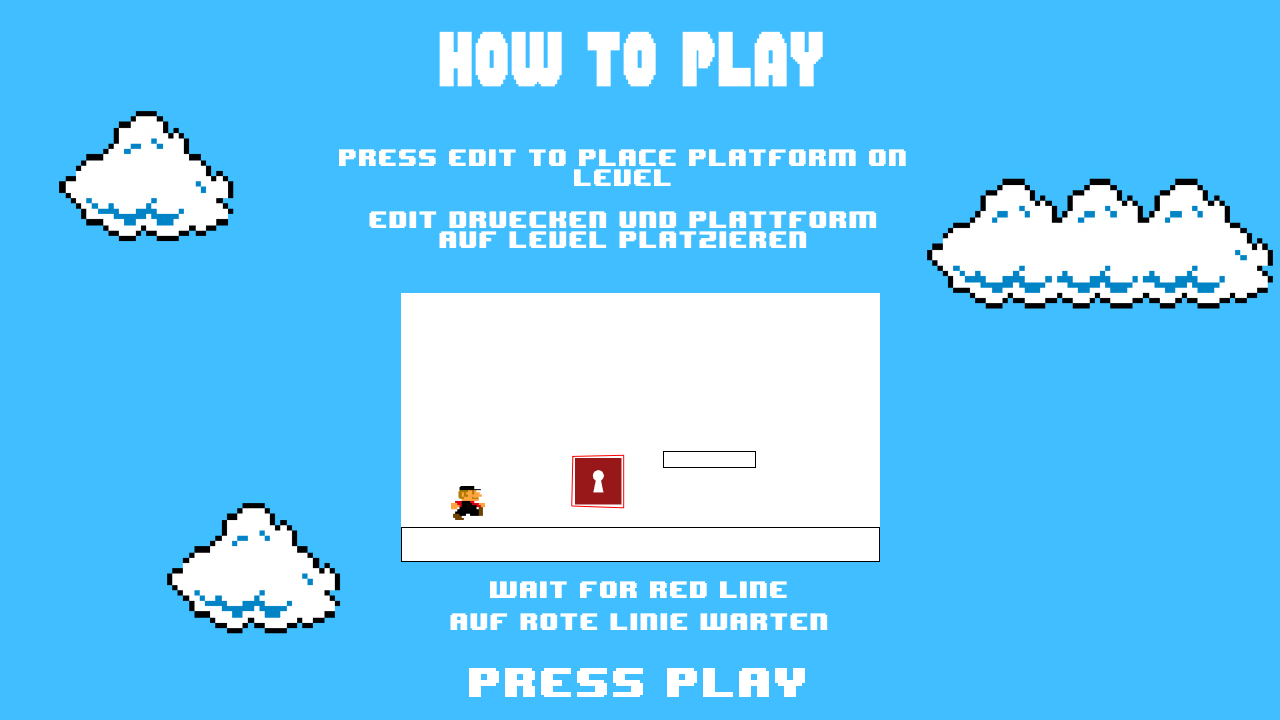 HOW TO PLAY
PRESS EDIT TO PLACE PLATFORM ON
LEVEL
EDIT DRUECKEN UND PLATTFORM
AUF LEVEL PLATZIEREN
WAIT FOR RED LINE
AUF ROTE LINIE WARTEN
PRESS PLAY